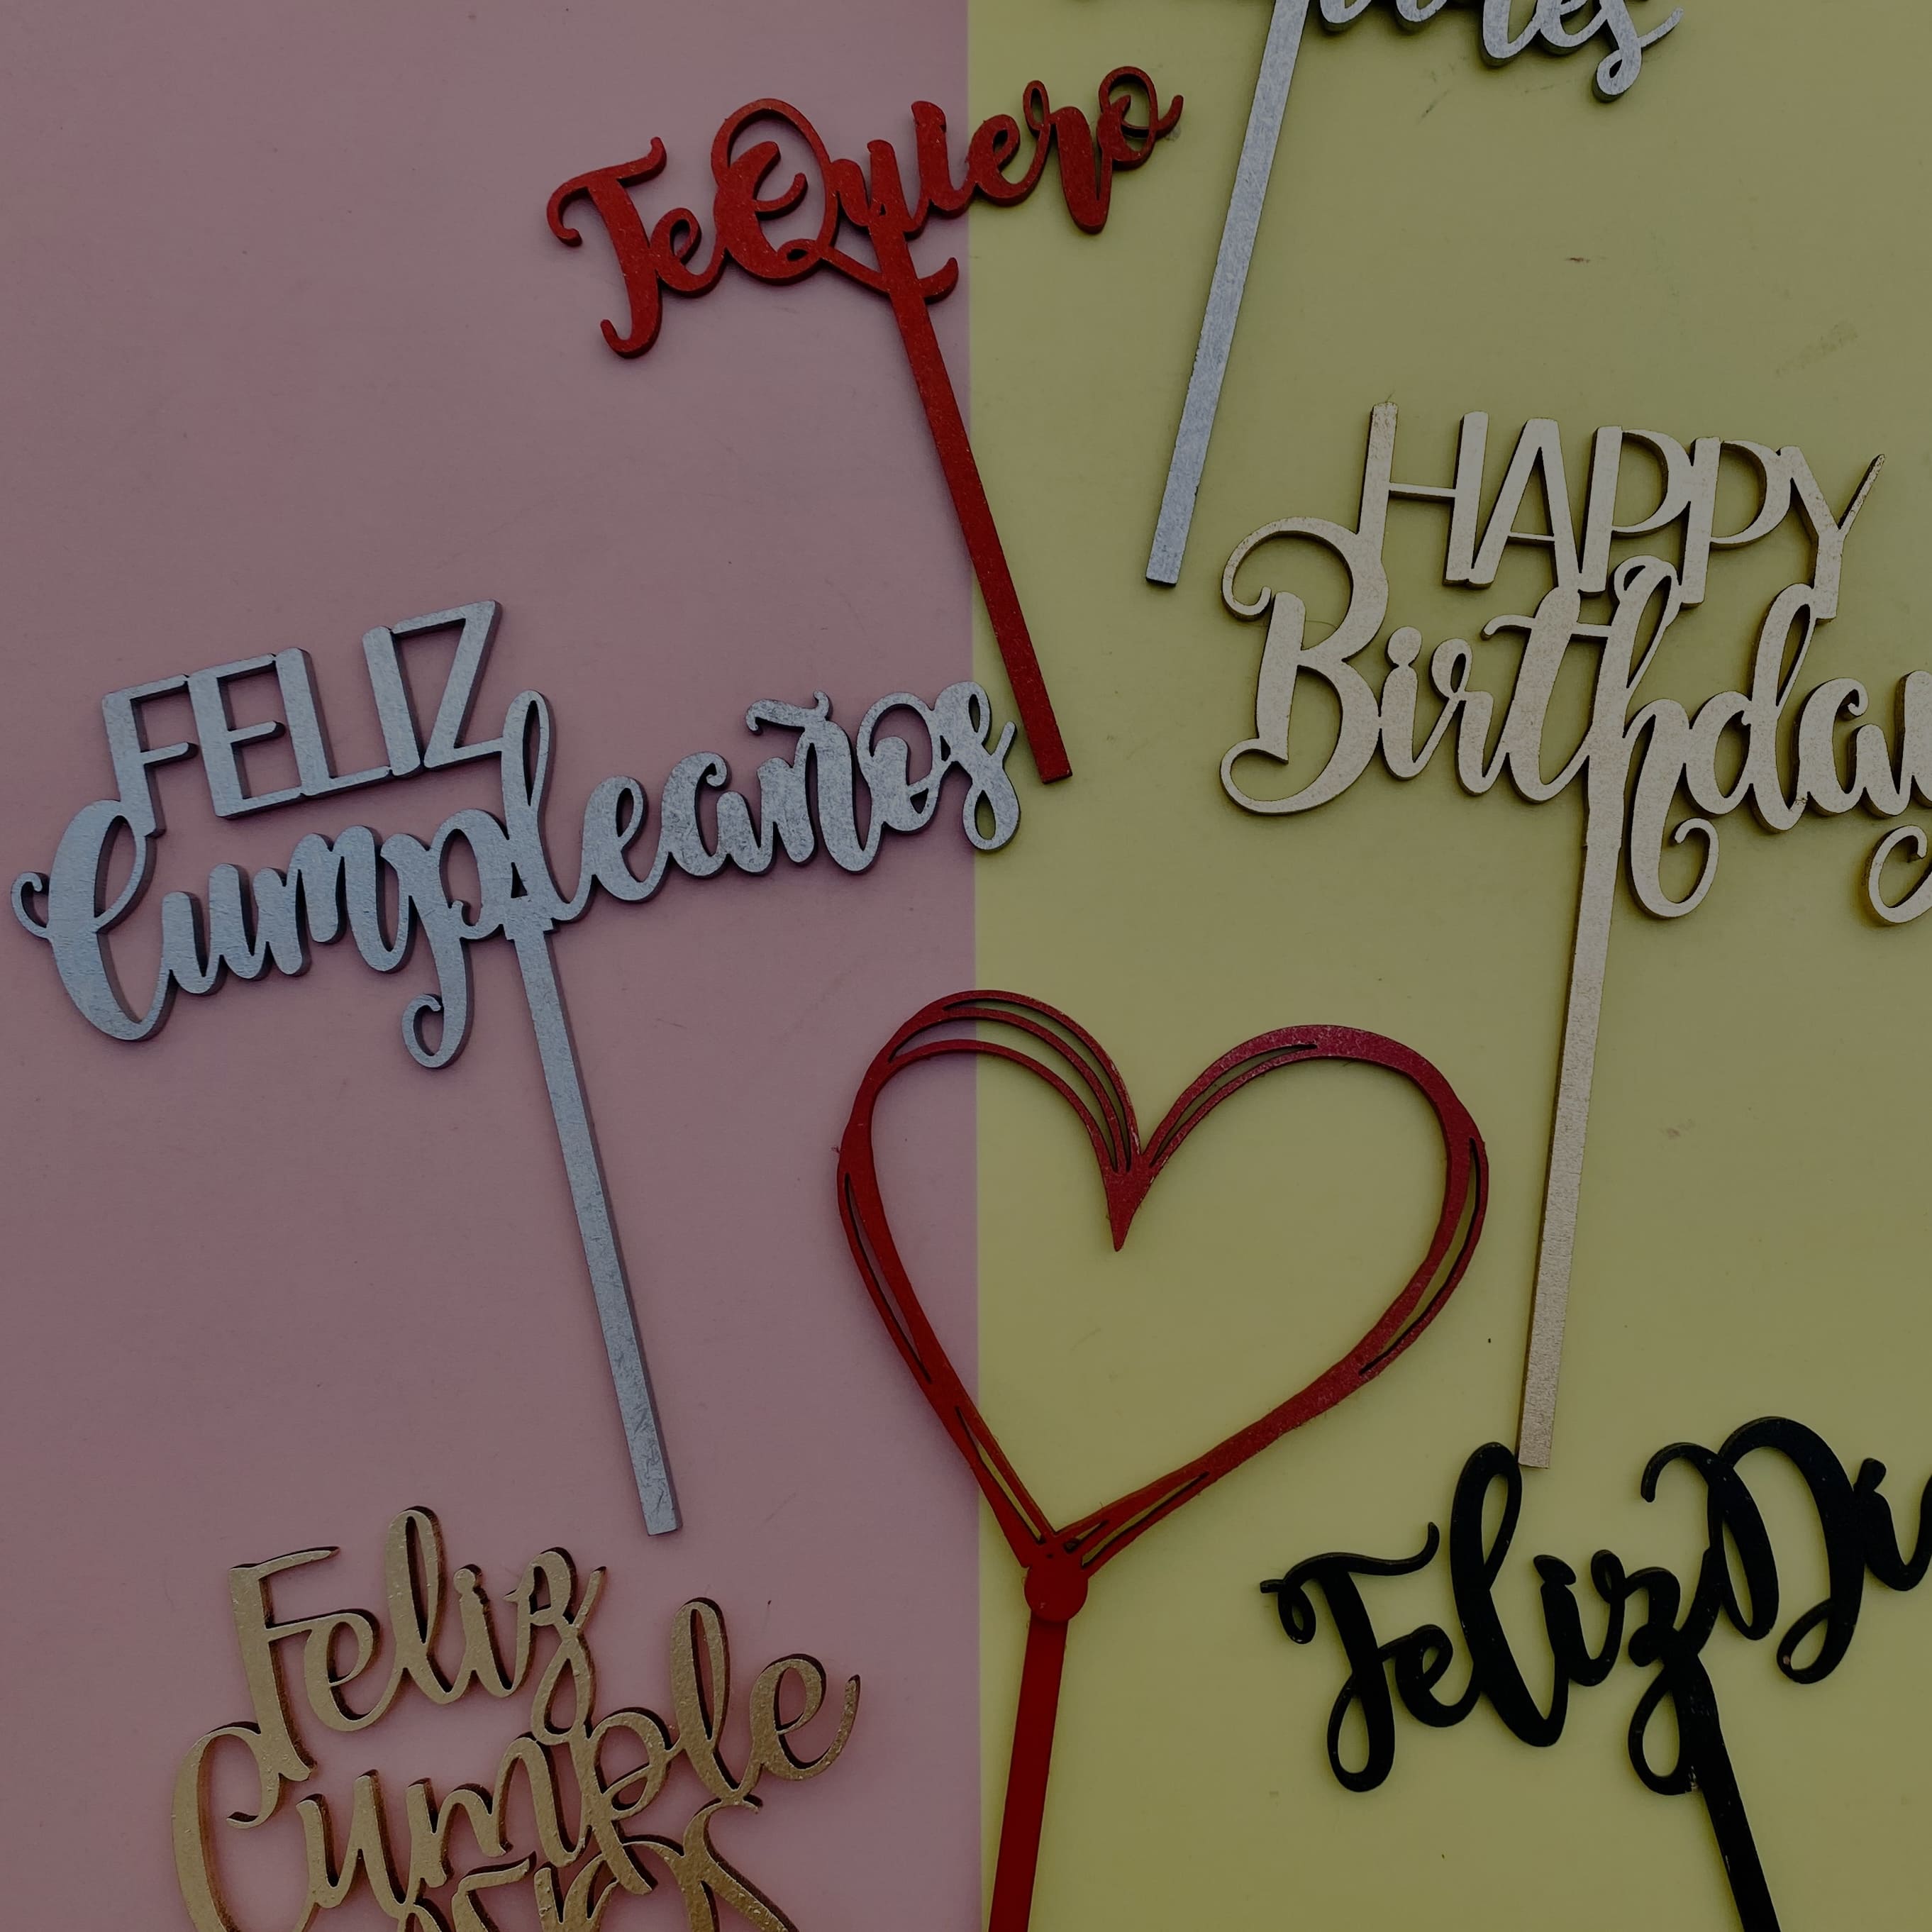 Te Quiero
HAPPY
Birthday
FELIZ
Cumpleaños
Feliz Di
Feliz
Cumple